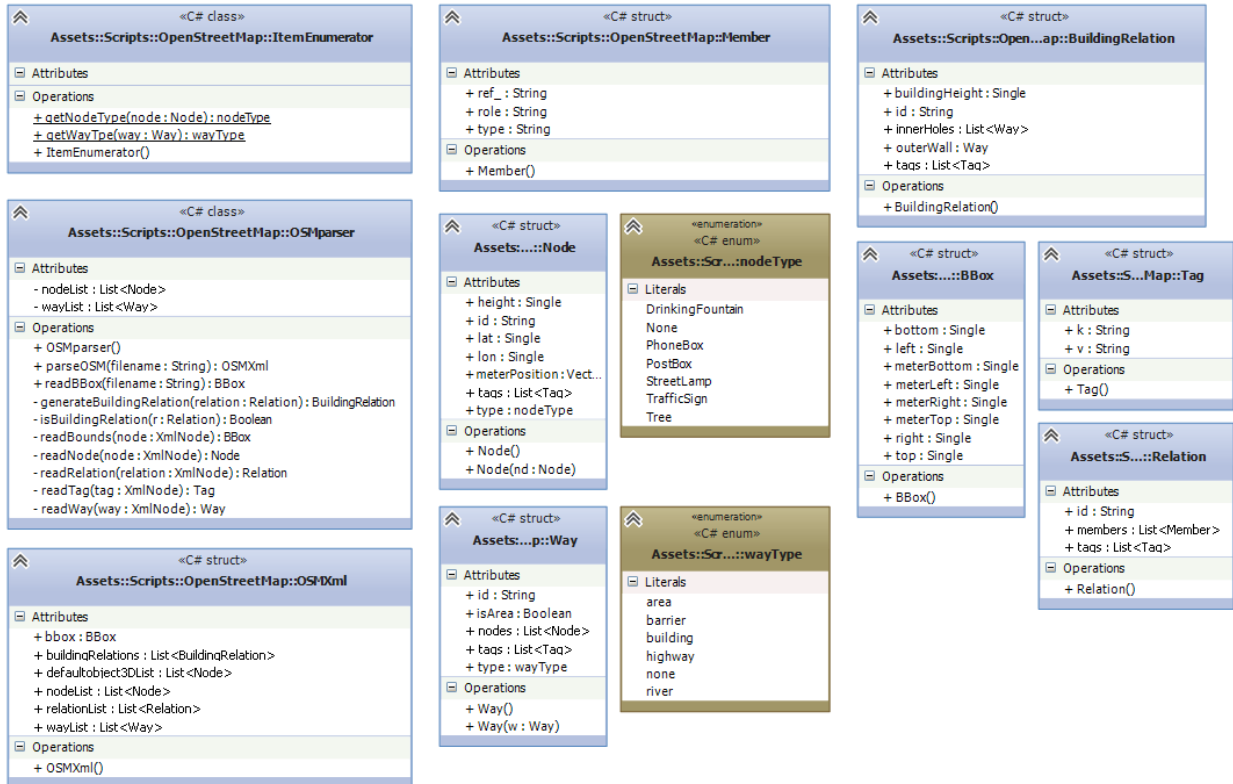 «C# class»
Assets::Scripts::OpenStreetMap::ItemEnumerator
Attributes
Operations
+ getNodeType(node : Node) : nodeType
+ getWayTpe(way : Way) : wayType
+ ItemEnumerator()
«C# class»
Assets::Scripts::OpenStreetMap::OSMparser
Attributes
- nodeList : List<Node>
- wayList : List<Way>
Operations
+ OSMparser()
+ parseOSM(filename : String) : OSMXml
+ readBBox(filename : String) : BBox
- generateBuildingRelation(relation : Relation) : BuildingRelation
- isBuildingRelation(r : Relation) : Boolean
- readBounds(node : XmlNode) : BBox
- readNode(node : XmlNode) : Node
- readRelation(relation : XmlNode) : Relation
- readTag(tag : XmlNode) : Tag
- readWay(way : XmlNode) : Way
«C# struct»
Assets::Scripts::OpenStreetMap::OSMXml
Attributes
+ bbox : BBox
+ buildingRelations : List<BuildingRelation>
+ defaultobject3DList : List<Node>
+ nodeList : List<Node>
+ relationList : List<Relation>
+ wayList : List<Way>
Operations
+ OSMXml()
«C# struct»
Assets::Scripts::OpenStreetMap::Member
Attributes
+ ref_ : String
+ role : String
+ type : String
Operations
+ Member()
«C# struct»
Assets:...::Node
Attributes
+ height : Single
+ id : String
+ lat : Single
+ lon : Single
+ meterPosition : Vect...
+ tags : List<Tag>
+ type : nodeType
Operations
+ Node()
+ Node(nd : Node)
«enumeration»
«C# enum»
Assets::Scr...:nodeType
Literals
DrinkingFountain
None
PhoneBox
PostBox
StreetLamp
TrafficSign
Tree
«C# struct»
Assets:...p::Way
Attributes
+ id : String
+ isArea : Boolean
+ nodes : List<Node>
+ tags : List<Tag>
+ type : wayType
Operations
+ Way()
+ Way(w : Way)
«enumeration»
«C# enum»
Assets::Scr...::wayType
Literals
area
barrier
building
highway
none
river
«C# struct»
Assets::Scripts::Open...ap::BuildingRelation
Attributes
+ buildingHeight : Single
+ id : String
+ innerHoles : List<Way>
+ outerWall : Way
+ tags : List<Tag>
Operations
+ BuildingRelation()
«C# struct»
Assets:...::BBox
Attributes
+ bottom : Single
+ left : Single
+ meterBottom : Single
+ meterLeft : Single
+ meterRight : Single
+ meterTop : Single
+ right : Single
+ top : Single
Operations
+ BBox()
«C# struct»
Assets::S...Map::Tag
Attributes
+ k : String
+ v : String
Operations
+ Tag()
«C# struct»
Assets::S...::Relation
Attributes
+ id : String
+ members : List<Member>
+ tags : List<Tag>
Operations
+ Relation()